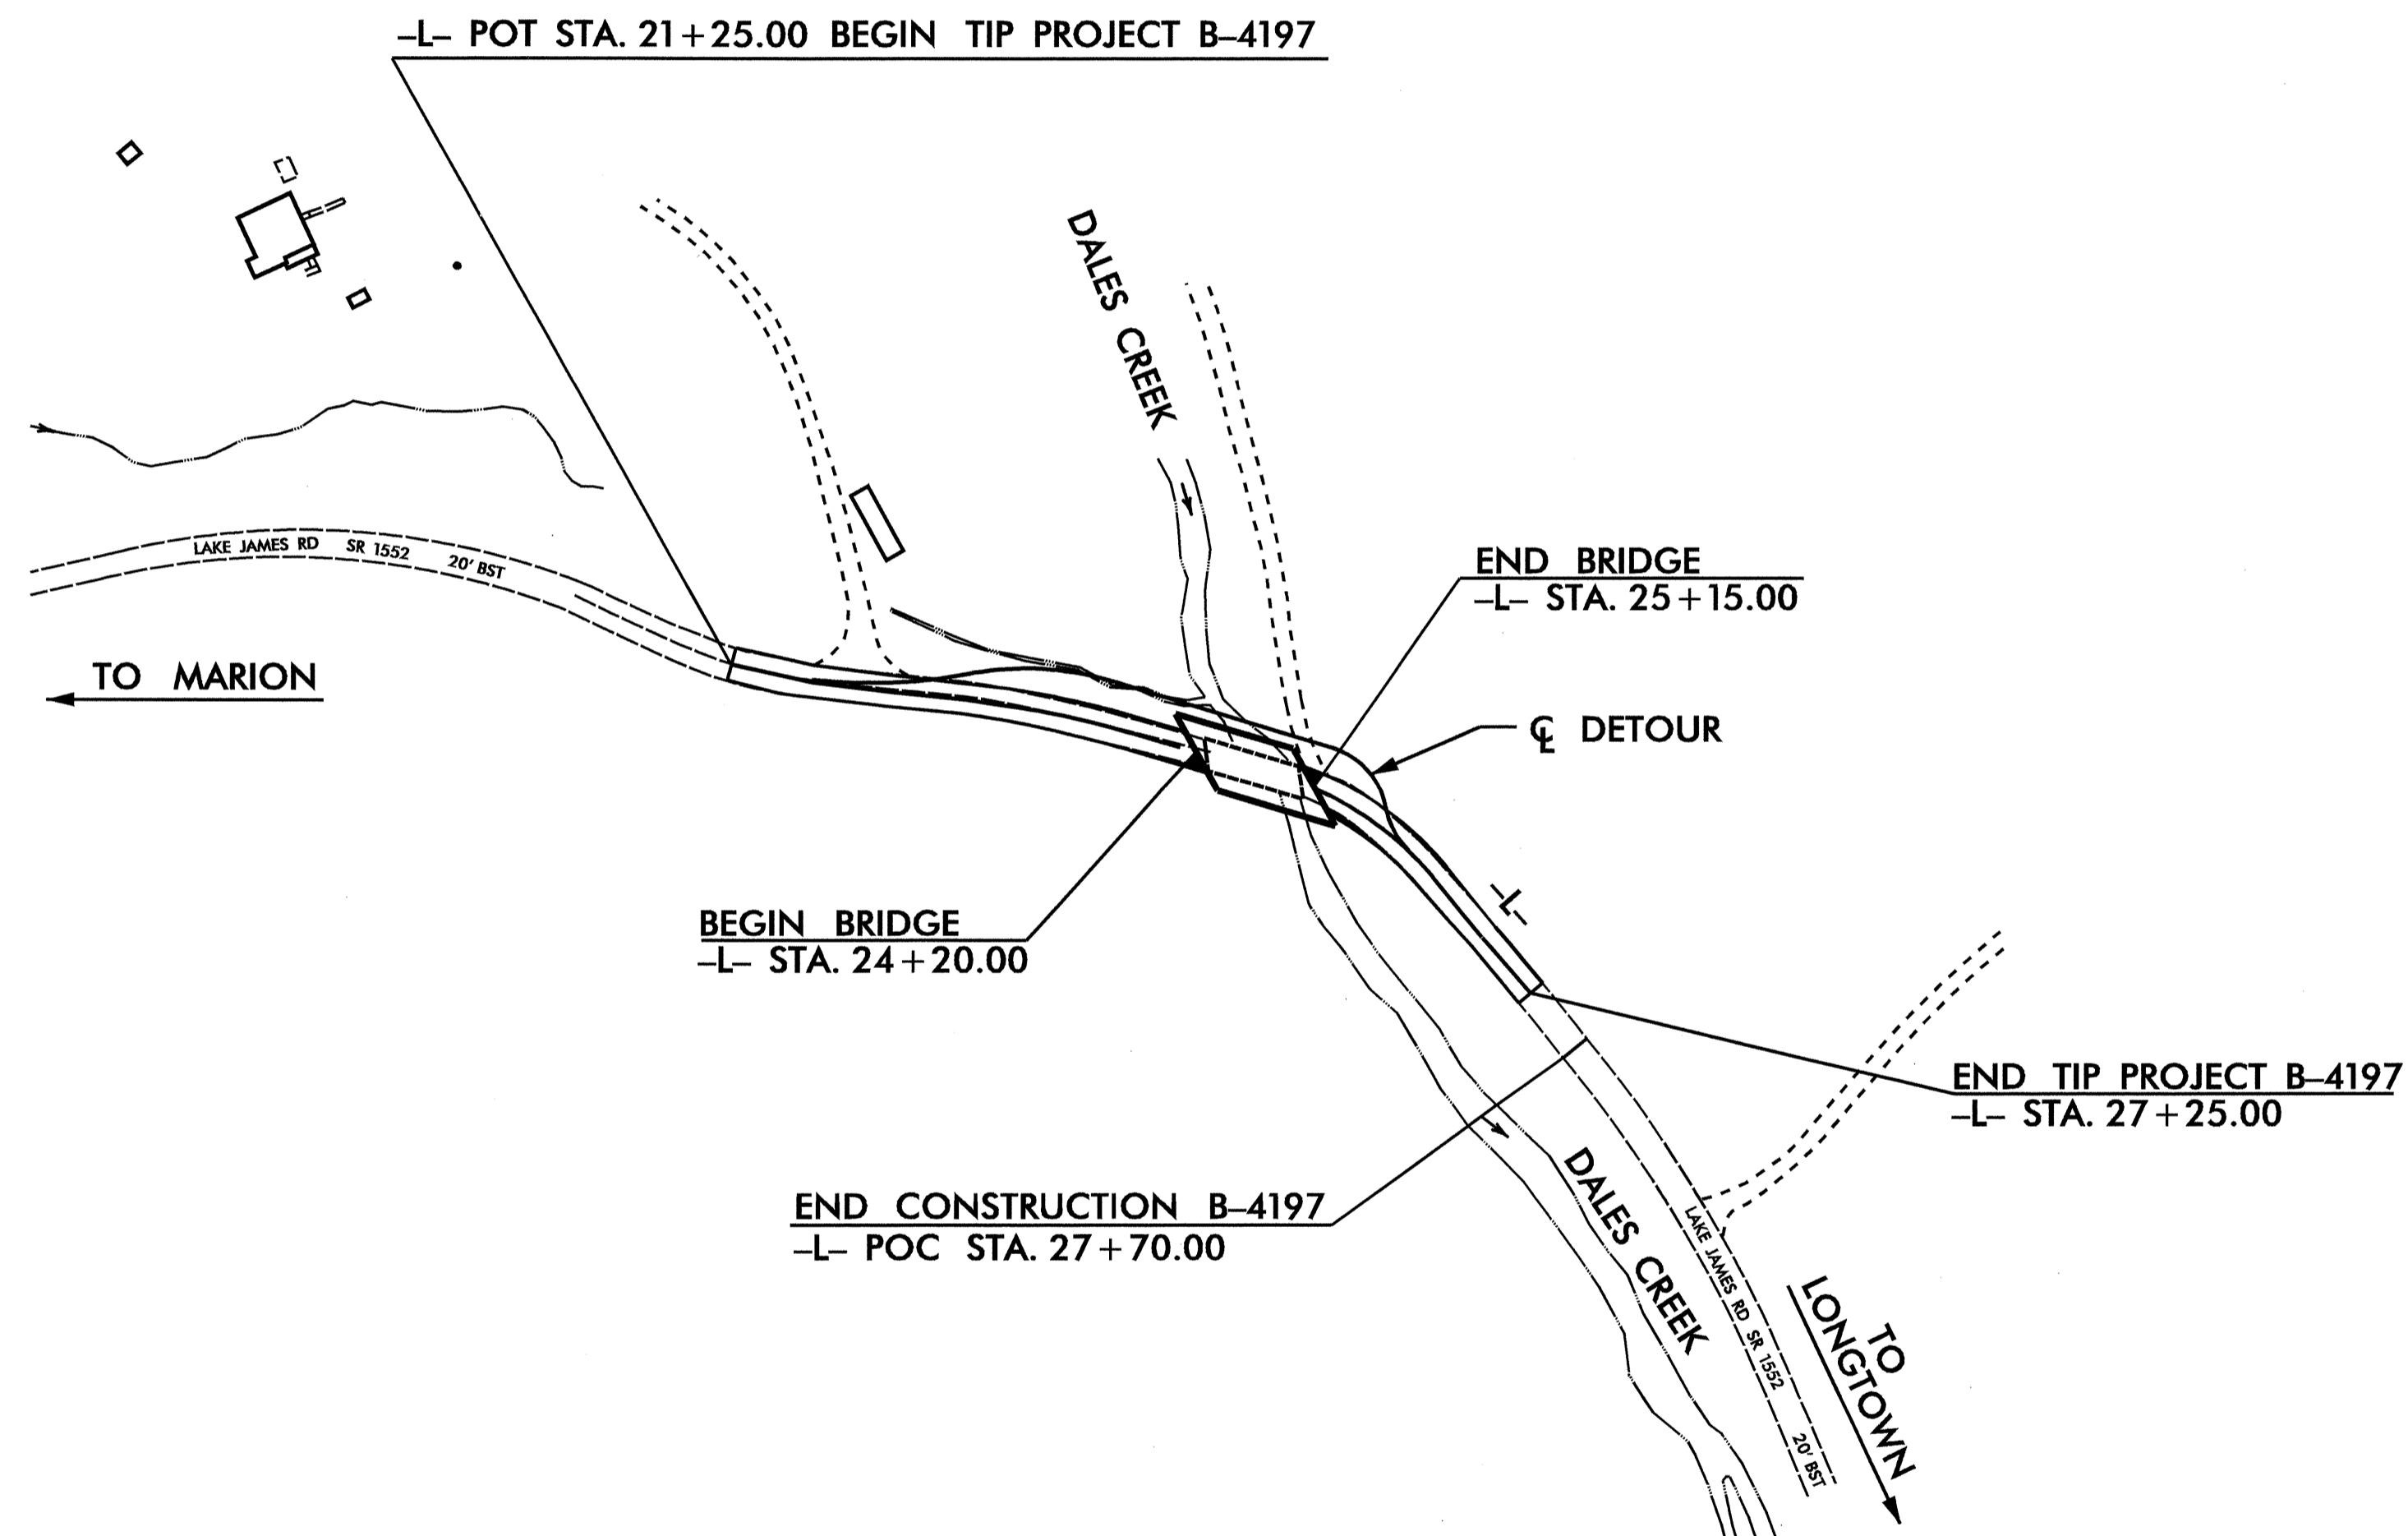 –L– POT STA. 21+25.00 BEGIN TIP PROJECT B–4197
DALES CREEK
LAKE JAMES RD SR 1552 20' BST
END BRIDGE
–L– STA. 25+15.00
TO MARION
℄ DETOUR
–L–
BEGIN BRIDGE
–L– STA. 24+20.00
END TIP PROJECT B–4197
–L– STA. 27+25.00
END CONSTRUCTION B–4197
–L– POC STA. 27+70.00
DALES CREEK
LAKE JAMES RD SR 1552 20' BST
TO
LONGTOWN